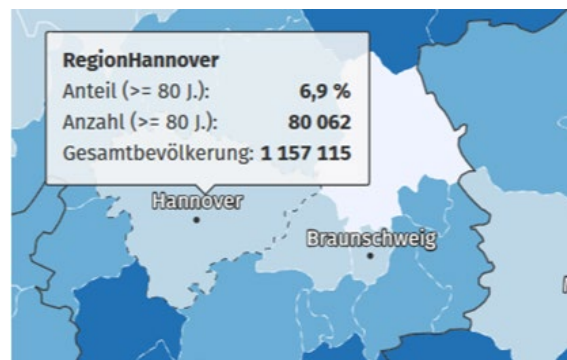 RegionHannover
Anteil (>= 80 J.): 6,9 %
Anzahl (>= 80 J.): 80 062
Gesamtbevölkerung: 1 157 115
Hannover
Braunschweig